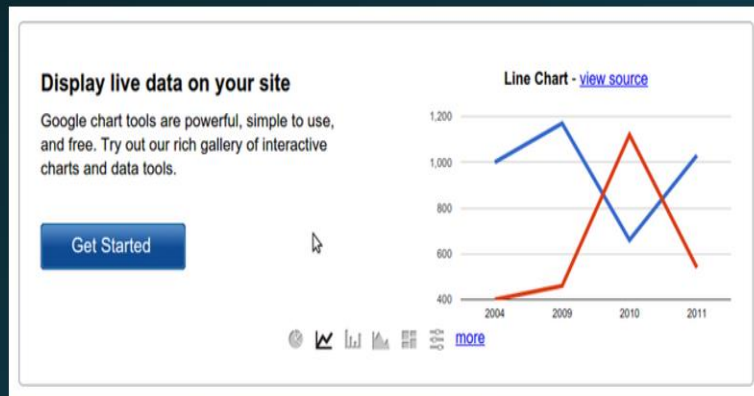 Display live data on your site
Google chart tools are powerful, simple to use,
and free. Try out our rich gallery of interactive
charts and data tools.
Get Started
Line Chart - view source
1,200
1,000
800
600
400
2004 2009 2010 2011
more